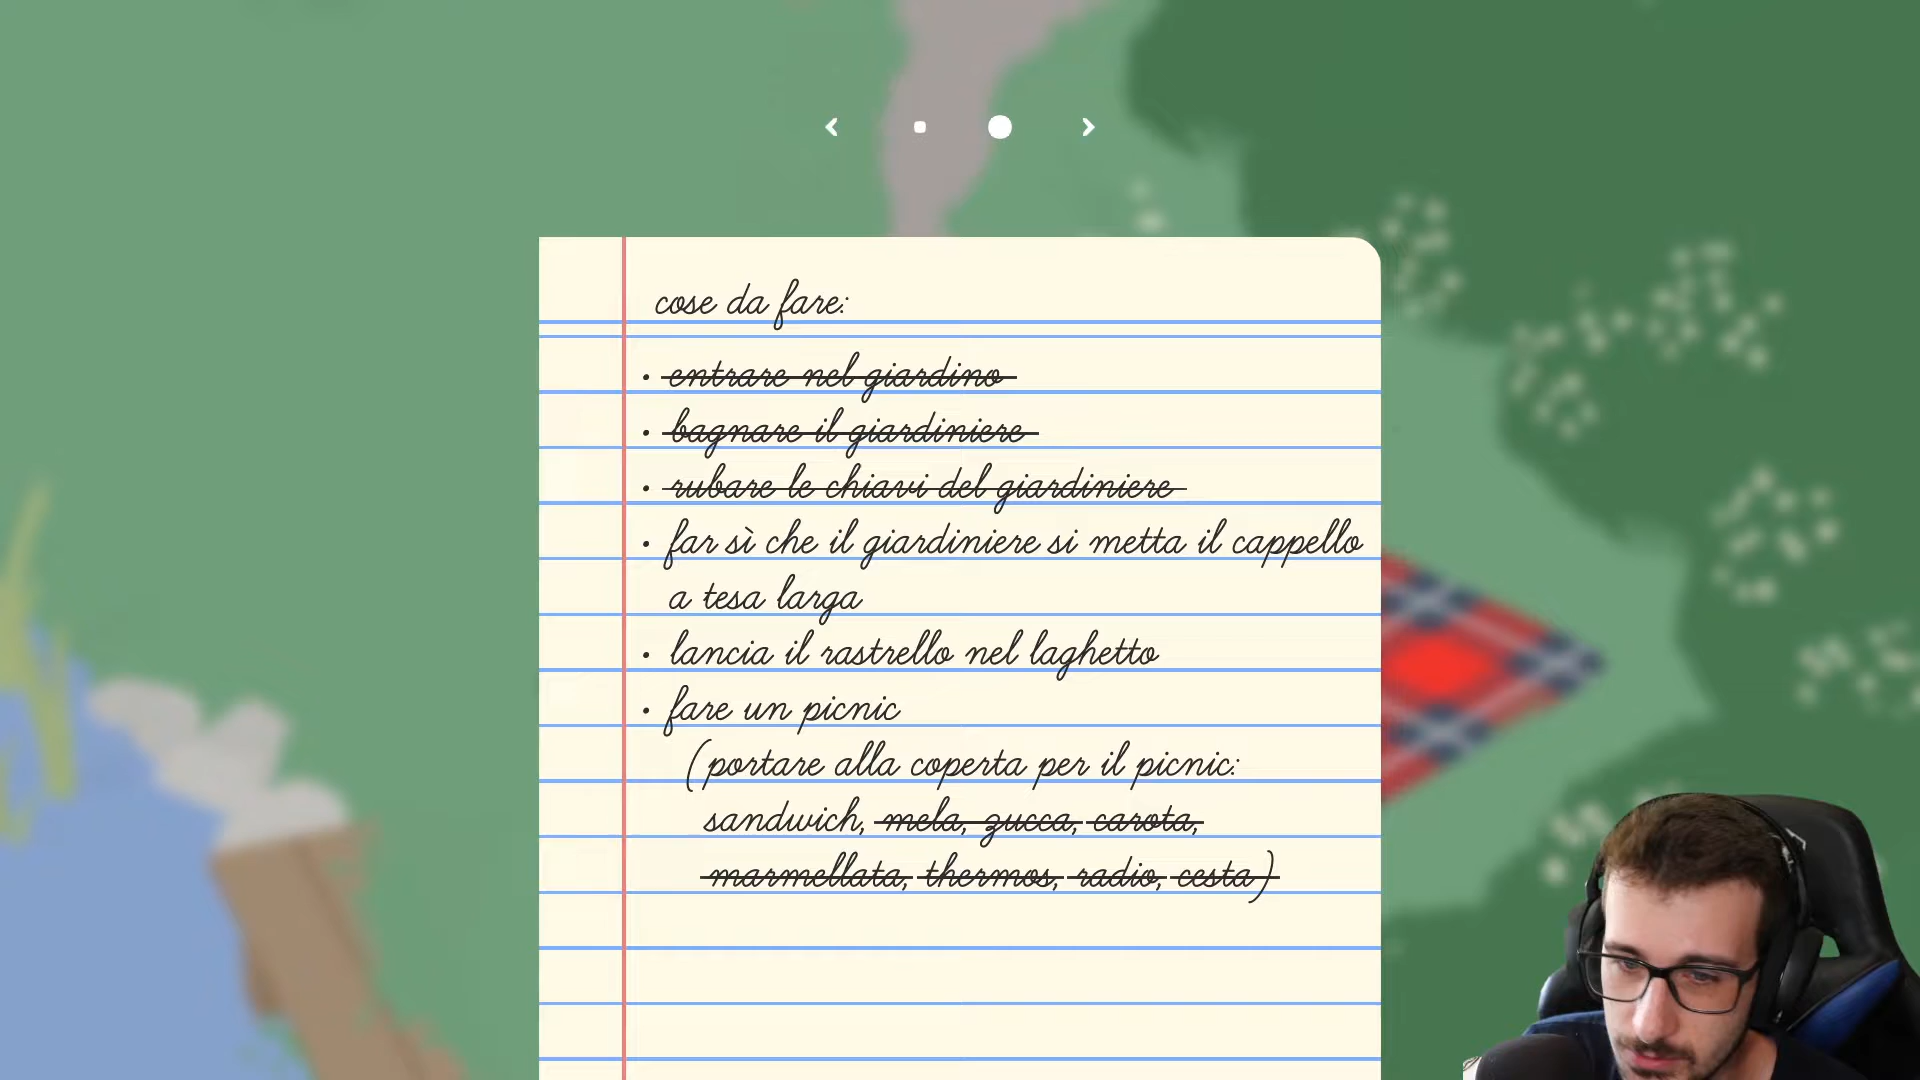 cose da fare:
• entrare nel giardino
• bagnare il giardiniere
• rubare le chiavi del giardiniere
• far sì che il giardiniere si metta il cappello
a tesa larga
• lancia il rastrello nel laghetto
• fare un picnic
(portare alla coperta per il picnic:
sandwich, mela, zucca, carota,
marmellata, thermos, radio, cesta)